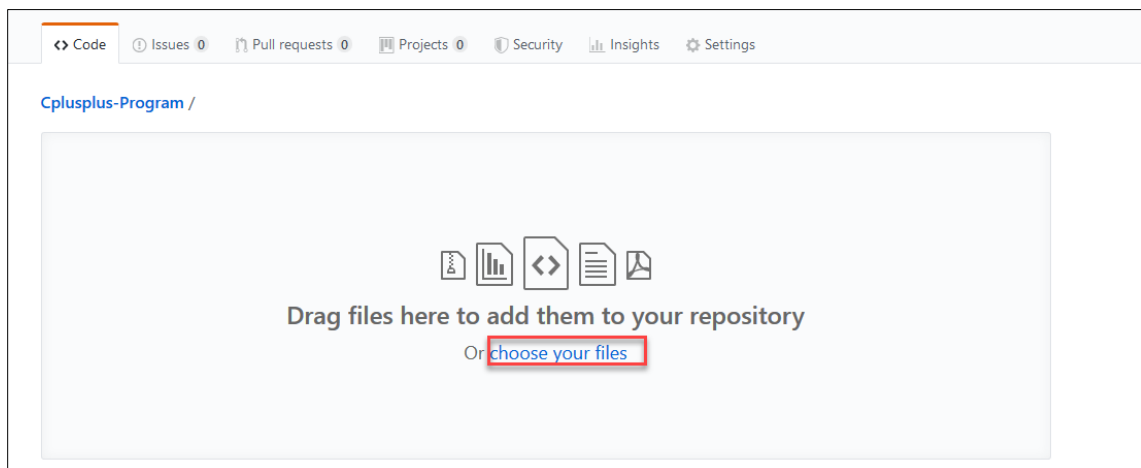 <> Code Issues 0 Pull requests 0 Projects 0 Security Insights Settings
Cplusplus-Program /
Drag files here to add them to your repository
Or choose your files